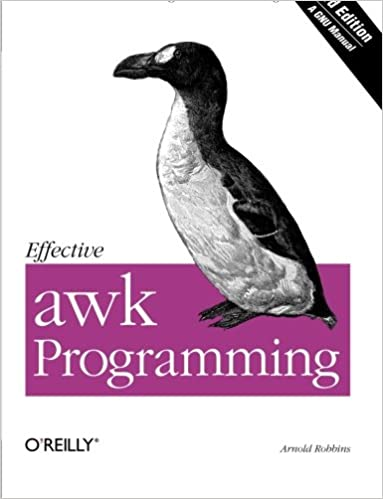 d Edition
A GNU Manual
Effective
awk
Programming
O'REILLY®
Arnold Robbins